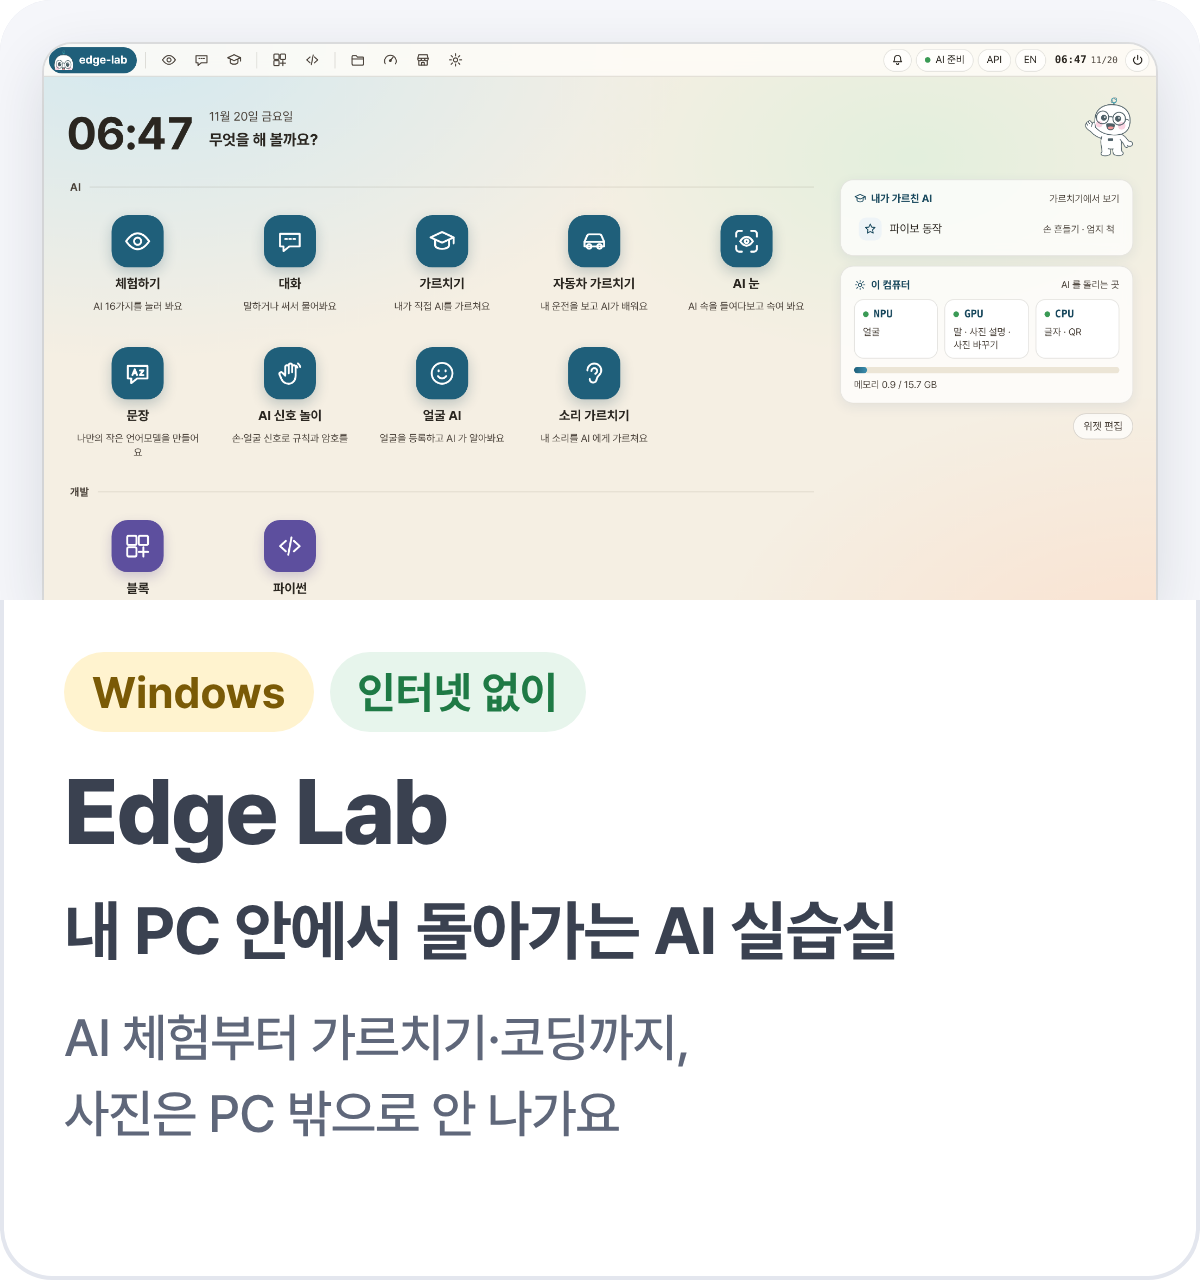 edge-lab
AI 준비
API
EN
06:47 11/20
06:47
11월 20일 금요일
무엇을 해 볼까요?
AI
체험하기
AI 16가지를 눌러 봐요
대화
말하거나 써서 물어봐요
가르치기
내가 직접 AI를 가르쳐요
자동차 가르치기
내 운전을 보고 AI가 배워요
AI 눈
AI 속을 들여다보고 속여 봐요
문장
나만의 작은 언어모델을 만들어
요
AI 신호 놀이
손·얼굴 신호로 규칙과 암호를
얼굴 AI
얼굴을 등록하고 AI 가 알아봐요
소리 가르치기
내 소리를 AI 에게 가르쳐요
개발
블록
파이썬
내가 가르친 AI
가르치기에서 보기
파이보 동작
손 흔들기 · 엄지 척
이 컴퓨터
AI 를 돌리는 곳
NPU
얼굴
GPU
말 · 사진 설명 ·
사진 바꾸기
CPU
글자 · QR
메모리 0.9 / 15.7 GB
위젯 편집
Windows
인터넷 없이
Edge Lab
내 PC 안에서 돌아가는 AI 실습실
AI 체험부터 가르치기·코딩까지,
사진은 PC 밖으로 안 나가요